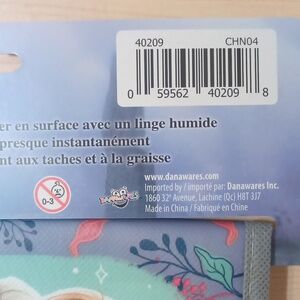 40209 CHN04
0 59562 40209 8
er en surface avec un linge humide
presque instantanément
nt aux taches et à la graisse
0-3
www.danawares.com
Imported by / importé par: Danawares Inc.
1860 32ᵉ Avenue, Lachine (Qc) H8T 3J7
Made in China / Fabriqué en Chine